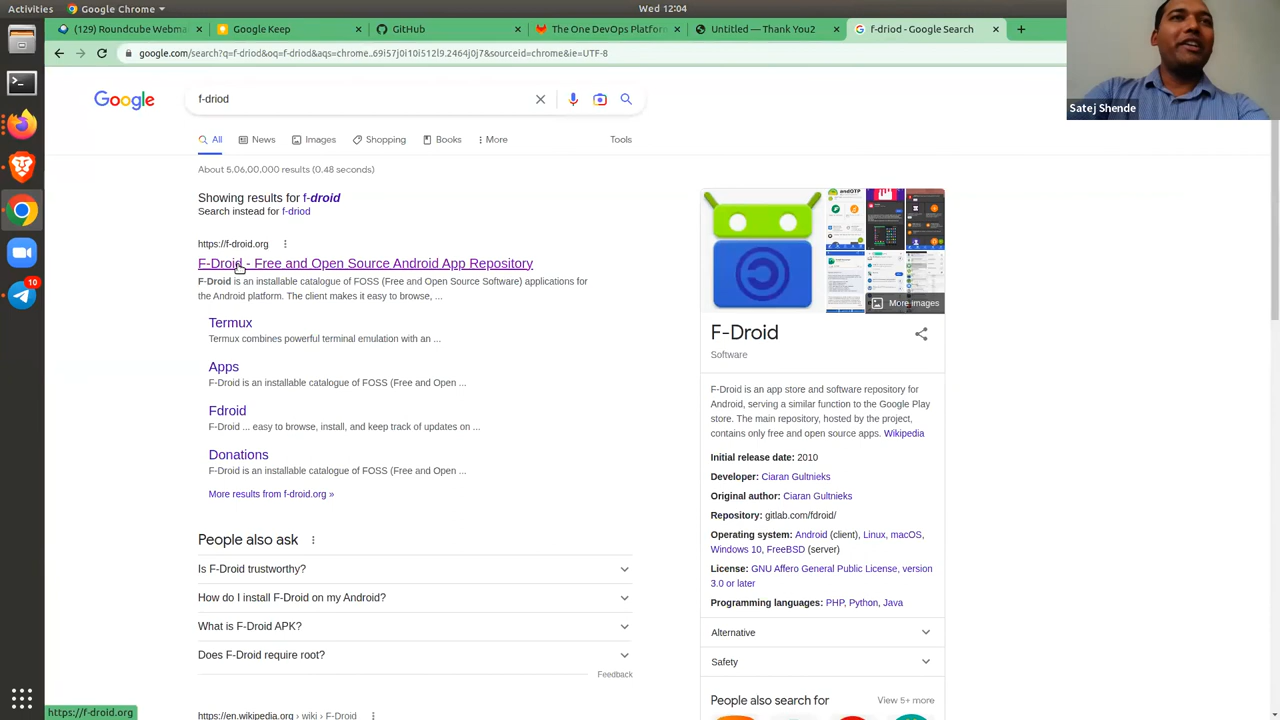 Activities Google Chrome Wed 12:04
(129) Roundcube Webma Google Keep GitHub The One DevOps Platfor Untitled — Thank You2 f-driod - Google Search
google.com/search?q=f-driod&oq=f-driod&aqs=chrome..69i57j0i10i512l9.2464j0j7&sourceid=chrome&ie=UTF-8
Satej Shende
Google f-driod
All News Images Shopping Books More Tools
About 5,06,00,000 results (0.48 seconds)
Showing results for f-droid
Search instead for f-driod
https://f-droid.org
F-Droid - Free and Open Source Android App Repository
F-Droid is an installable catalogue of FOSS (Free and Open Source Software) applications for
the Android platform. The client makes it easy to browse, ...
Termux
Termux combines powerful terminal emulation with an ...
Apps
F-Droid is an installable catalogue of FOSS (Free and Open ...
Fdroid
F-Droid ... easy to browse, install, and keep track of updates on ...
Donations
F-Droid is an installable catalogue of FOSS (Free and Open ...
More results from f-droid.org »
People also ask
Is F-Droid trustworthy?
How do I install F-Droid on my Android?
What is F-Droid APK?
Does F-Droid require root?
Feedback
https://en.wikipedia.org › wiki › F-Droid
andOTP
More images
F-Droid
Software
F-Droid is an app store and software repository for
Android, serving a similar function to the Google Play
store. The main repository, hosted by the project,
contains only free and open source apps. Wikipedia
Initial release date: 2010
Developer: Ciaran Gultnieks
Original author: Ciaran Gultnieks
Repository: gitlab.com/fdroid/
Operating system: Android (client), Linux, macOS,
Windows 10, FreeBSD (server)
License: GNU Affero General Public License, version
3.0 or later
Programming languages: PHP, Python, Java
Alternative
Safety
People also search for View 5+ more
10
https://f-droid.org